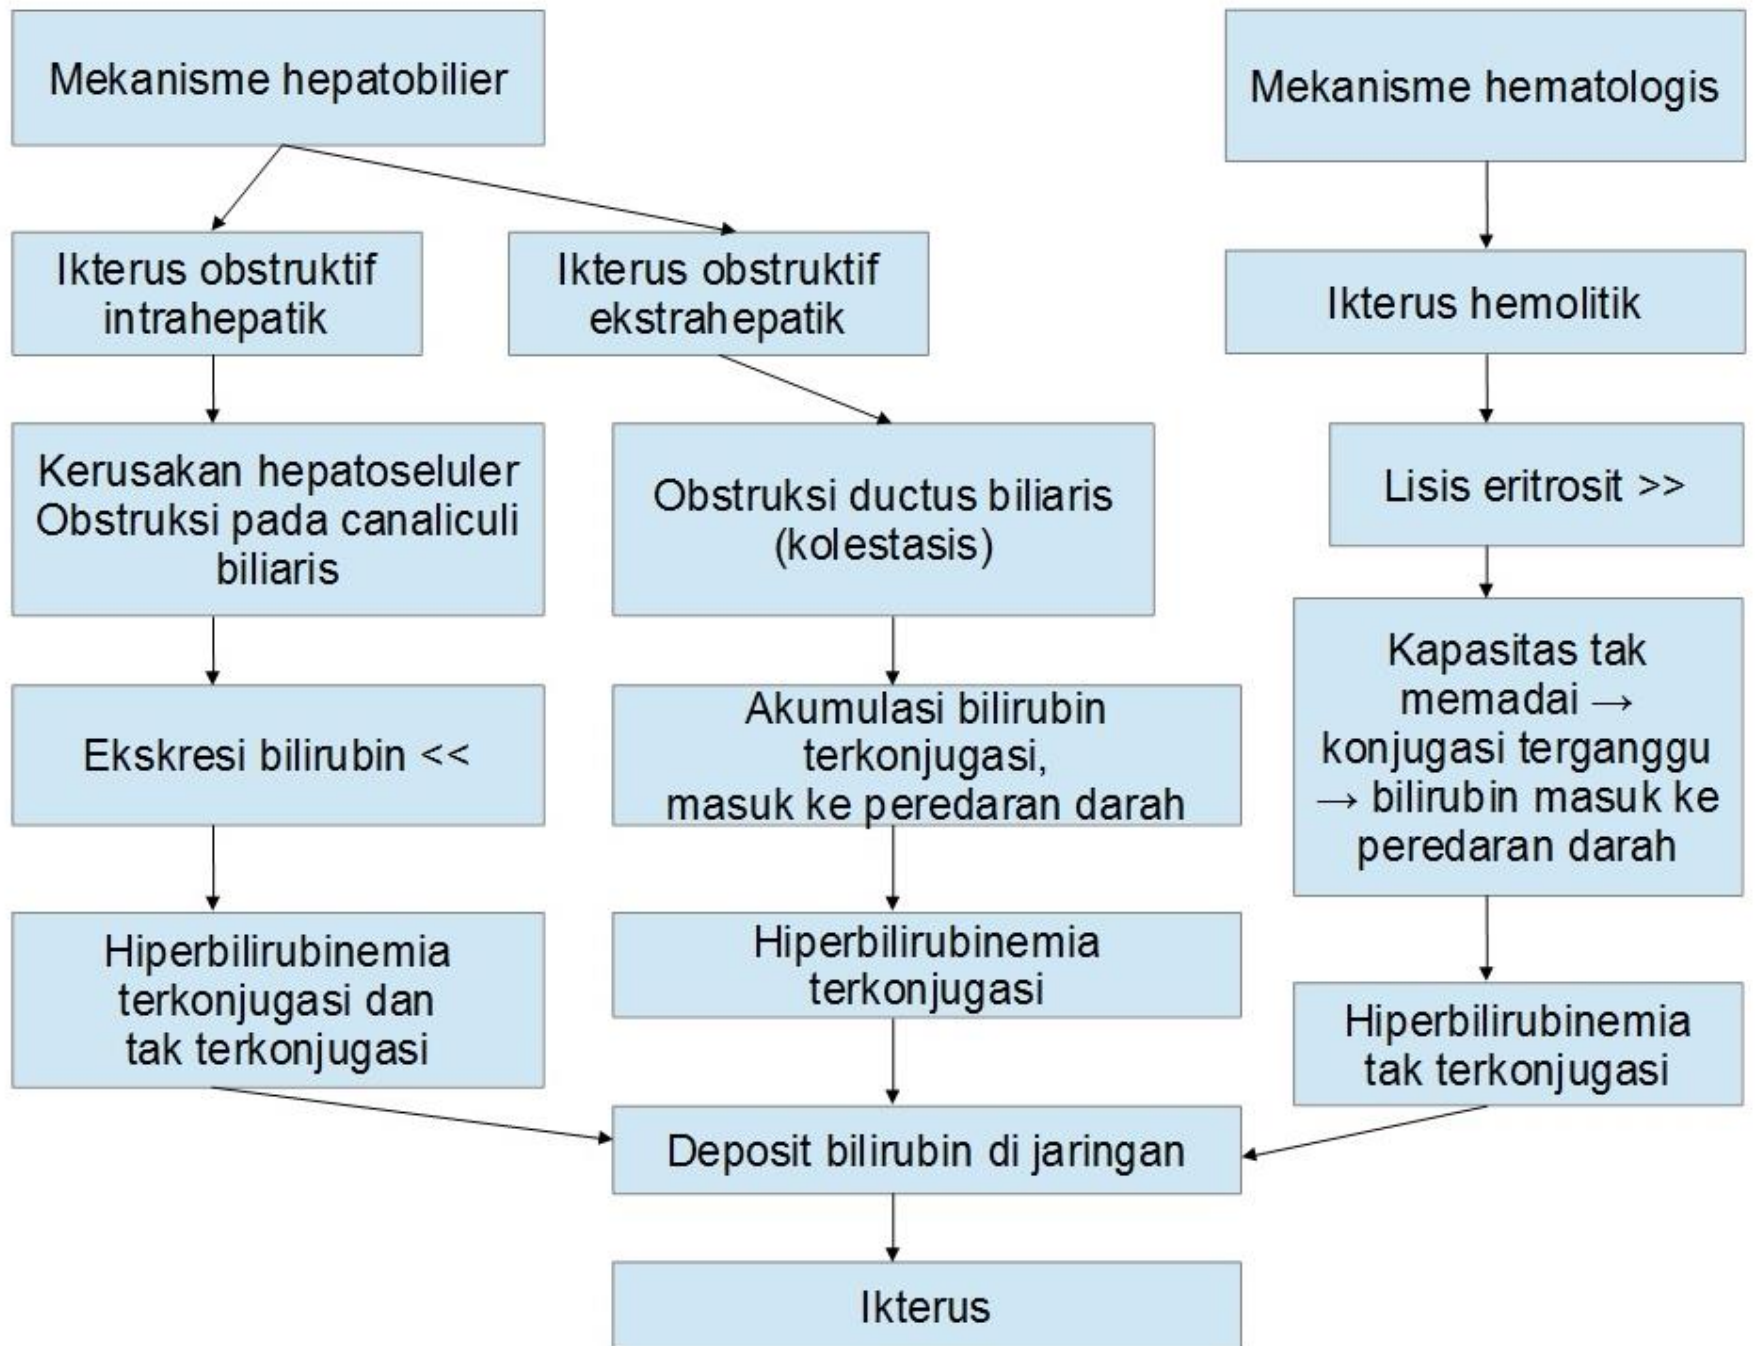 Mekanisme hepatobilier
Mekanisme hematologis
Ikterus obstruktif
intrahepatik
Ikterus obstruktif
ekstrahepatik
Ikterus hemolitik
Kerusakan hepatoseluler
Obstruksi pada canaliculi
biliaris
Obstruksi ductus biliaris
(kolestasis)
Lisis eritrosit >>
Ekskresi bilirubin <<
Akumulasi bilirubin
terkonjugasi,
masuk ke peredaran darah
Kapasitas tak
memadai →
konjugasi terganggu
→ bilirubin masuk ke
peredaran darah
Hiperbilirubinemia
terkonjugasi dan
tak terkonjugasi
Hiperbilirubinemia
terkonjugasi
Hiperbilirubinemia
tak terkonjugasi
Deposit bilirubin di jaringan
Ikterus